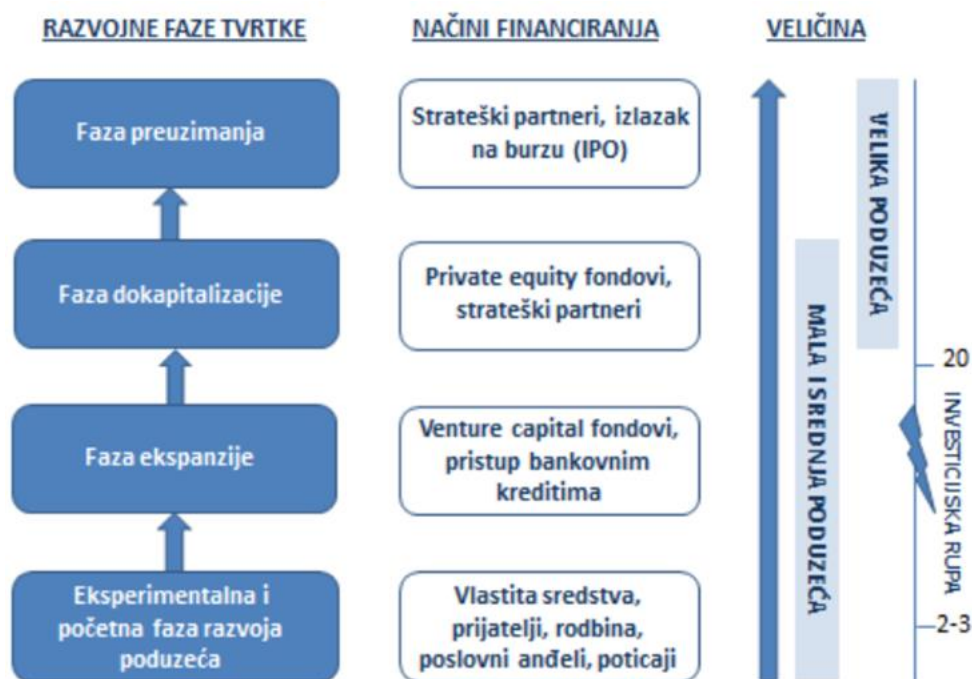 RAZVOJNE FAZE TVRTKE
NAČINI FINANCIRANJA
VELIČINA
Faza preuzimanja
Strateški partneri, izlazak
na burzu (IPO)
Faza dokapitalizacije
Private equity fondovi,
strateški partneri
Faza ekspanzije
Venture capital fondovi,
pristup bankovnim
kreditima
Eksperimentalna i
početna faza razvoja
poduzeća
Vlastita sredstva,
prijatelji, rodbina,
poslovni anđeli, poticaji
MALA I SREDNJA PODUZEĆA
VELIKA PODUZEĆA
20
INVESTICIJSKA RUPA
2-3